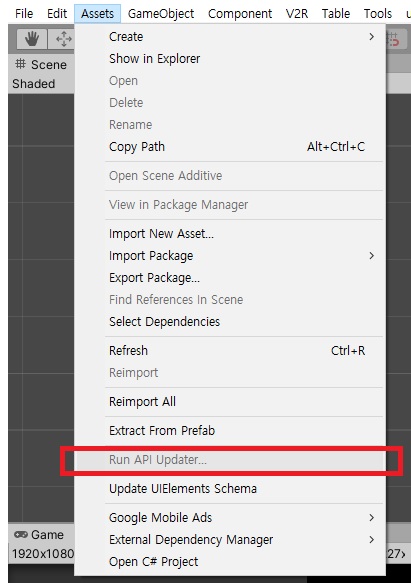 File Edit Assets GameObject Component V2R Table Tools
Scene
Shaded
Create
Show in Explorer
Open
Delete
Rename
Copy Path Alt+Ctrl+C
Open Scene Additive
View in Package Manager
Import New Asset...
Import Package
Export Package...
Find References In Scene
Select Dependencies
Refresh Ctrl+R
Reimport
Reimport All
Extract From Prefab
Run API Updater...
Update UIElements Schema
Google Mobile Ads
External Dependency Manager
Open C# Project
Game
1920x1080
27)